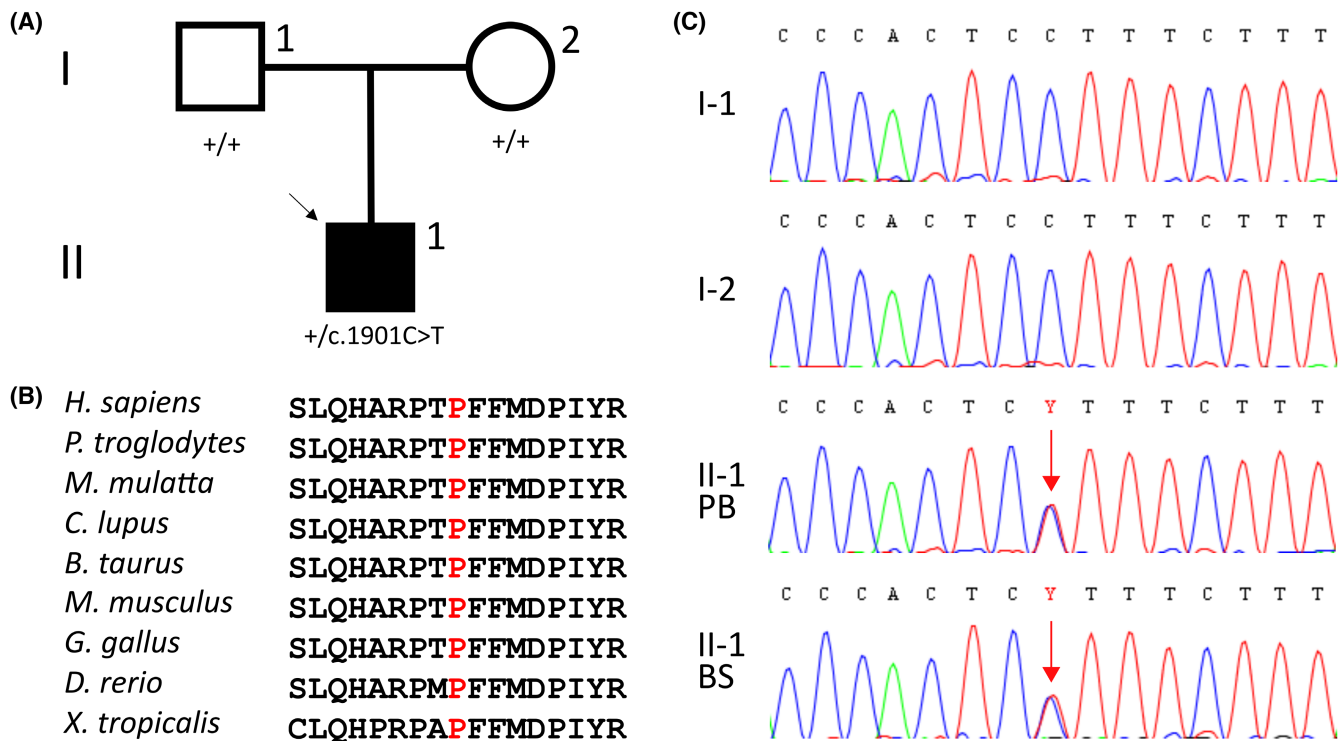 (A)
I
1
2
+/+
+/+
II
1
+/c.1901C>T
(B)
H. sapiens SLQHARPTPFFMDPIYR
P. troglodytes SLQHARPTPFFMDPIYR
M. mulatta SLQHARPTPFFMDPIYR
C. lupus SLQHARPTPFFMDPIYR
B. taurus SLQHARPTPFFMDPIYR
M. musculus SLQHARPTPFFMDPIYR
G. gallus SLQHARPTPFFMDPIYR
D. rerio SLQHARPMPFFMDPIYR
X. tropicalis CLQHPRPAPFFMDPIYR
(C)
C C C A C T C C T T T C T T T
I-1
C C C A C T C C T T T C T T T
I-2
C C C A C T C Y T T T C T T T
II-1
PB
C C C A C T C Y T T T C T T T
II-1
BS